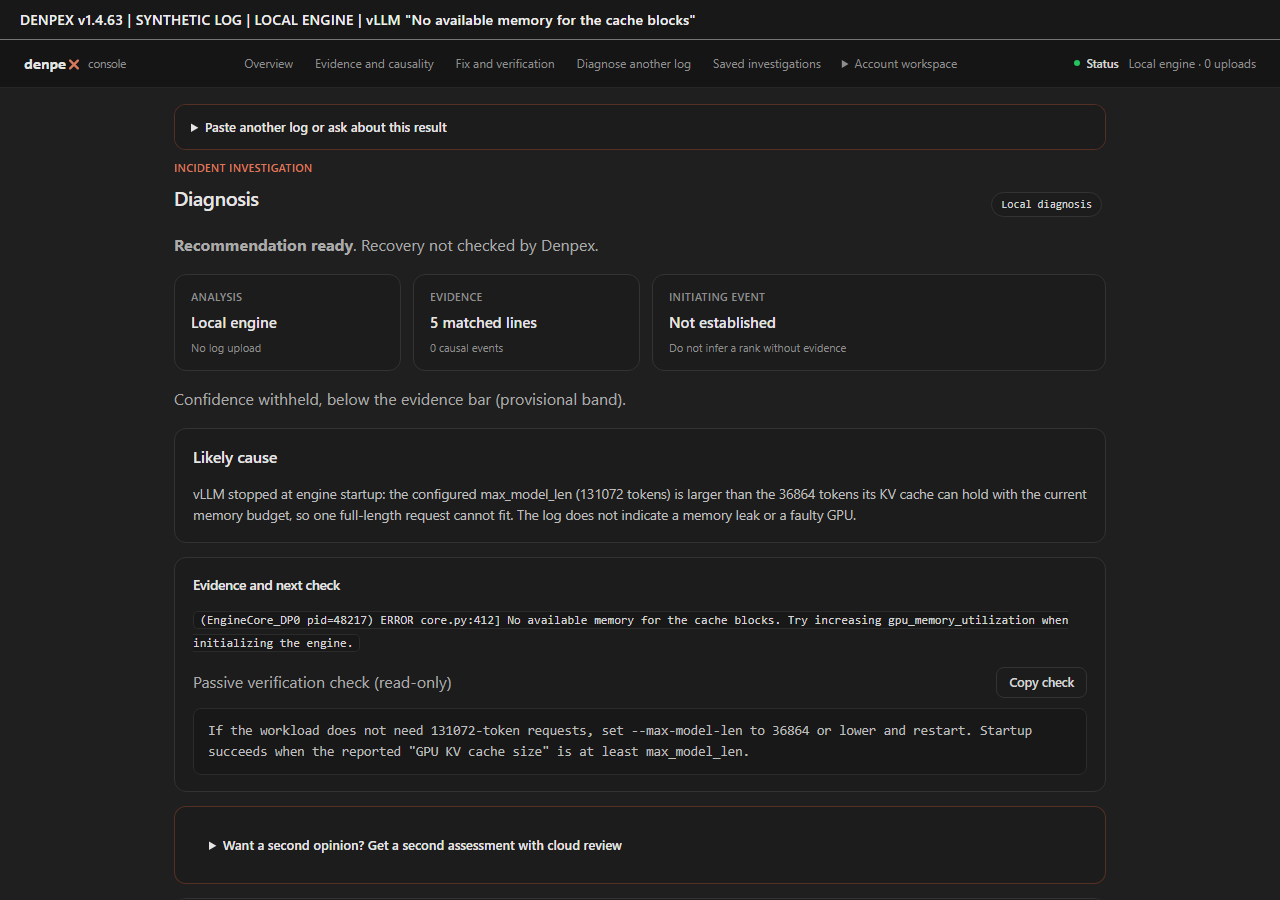 DENPEX v1.4.63 | SYNTHETIC LOG | LOCAL ENGINE | vLLM "No available memory for the cache blocks"
denpex console
Overview
Evidence and causality
Fix and verification
Diagnose another log
Saved investigations
▶ Account workspace
Status Local engine · 0 uploads
▶ Paste another log or ask about this result
INCIDENT INVESTIGATION
Diagnosis
Local diagnosis
Recommendation ready. Recovery not checked by Denpex.
ANALYSIS
Local engine
No log upload
EVIDENCE
5 matched lines
0 causal events
INITIATING EVENT
Not established
Do not infer a rank without evidence
Confidence withheld, below the evidence bar (provisional band).
Likely cause
vLLM stopped at engine startup: the configured max_model_len (131072 tokens) is larger than the 36864 tokens its KV cache can hold with the current
memory budget, so one full-length request cannot fit. The log does not indicate a memory leak or a faulty GPU.
Evidence and next check
(EngineCore_DP0 pid=48217) ERROR core.py:412] No available memory for the cache blocks. Try increasing gpu_memory_utilization when
initializing the engine.
Passive verification check (read-only)
Copy check
If the workload does not need 131072-token requests, set --max-model-len to 36864 or lower and restart. Startup
succeeds when the reported "GPU KV cache size" is at least max_model_len.
▶ Want a second opinion? Get a second assessment with cloud review